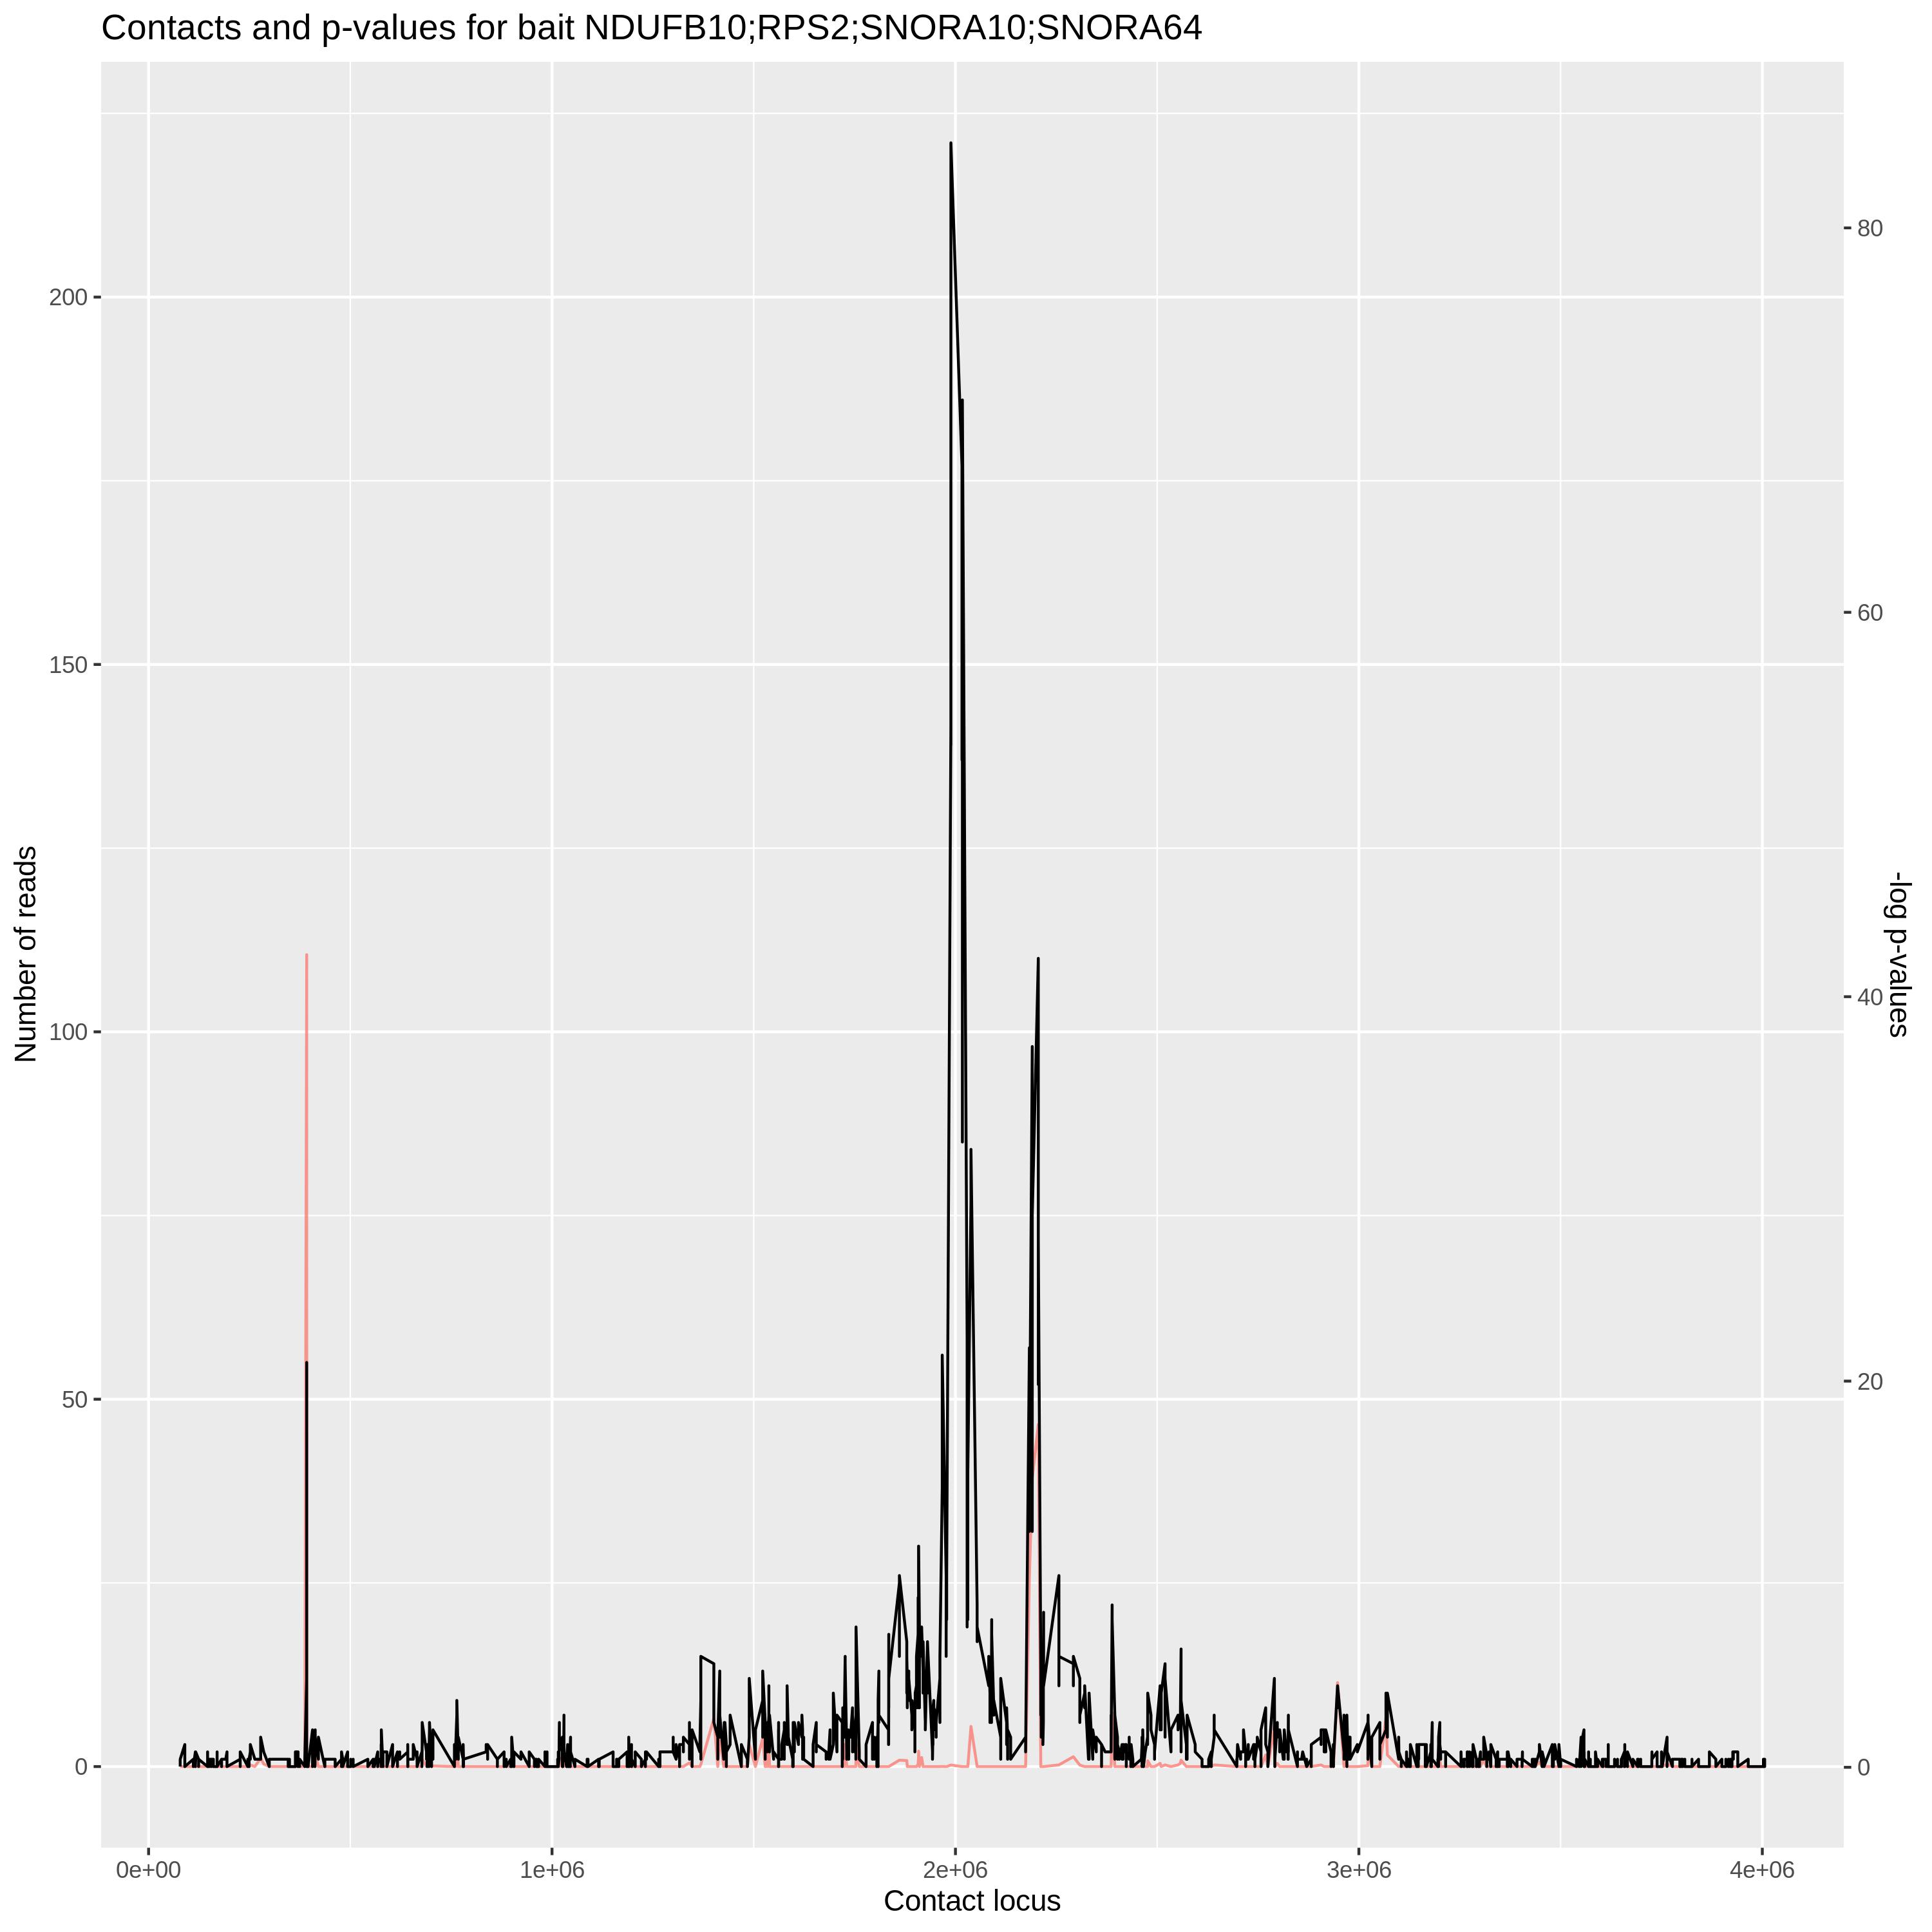 Contacts and p-values for bait NDUFB10;RPS2;SNORA10;SNORA64
Number of reads
200
150
100
50
0
80
60
40
20
0
-log p-values
0e+00 1e+06 2e+06 3e+06 4e+06
Contact locus